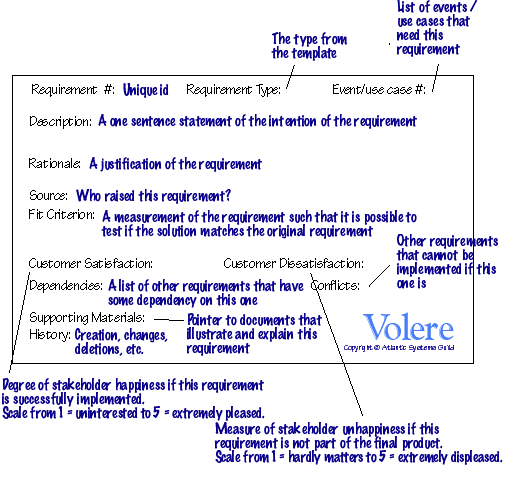 List of events /
use cases that
need this
requirement
The type from
the template
Requirement #: Unique id Requirement Type: Event/use case #:
Description: A one sentence statement of the intention of the requirement
Rationale: A justification of the requirement
Source: Who raised this requirement?
Fit Criterion: A measurement of the requirement such that it is possible to
test if the solution matches the original requirement
Other requirements
that cannot be
implemented if this
one is
Customer Satisfaction: Customer Dissatisfaction:
Dependencies: A list of other requirements that have
some dependency on this one
Conflicts:
Supporting Materials: Pointer to documents that
illustrate and explain this
requirement
History: Creation, changes,
deletions, etc.
Volere
Copyright © Atlantic Systems Guild
Degree of stakeholder happiness if this requirement
is successfully implemented.
Scale from 1 = uninterested to 5 = extremely pleased.
Measure of stakeholder unhappiness if this
requirement is not part of the final product.
Scale from 1 = hardly matters to 5 = extremely displeased.